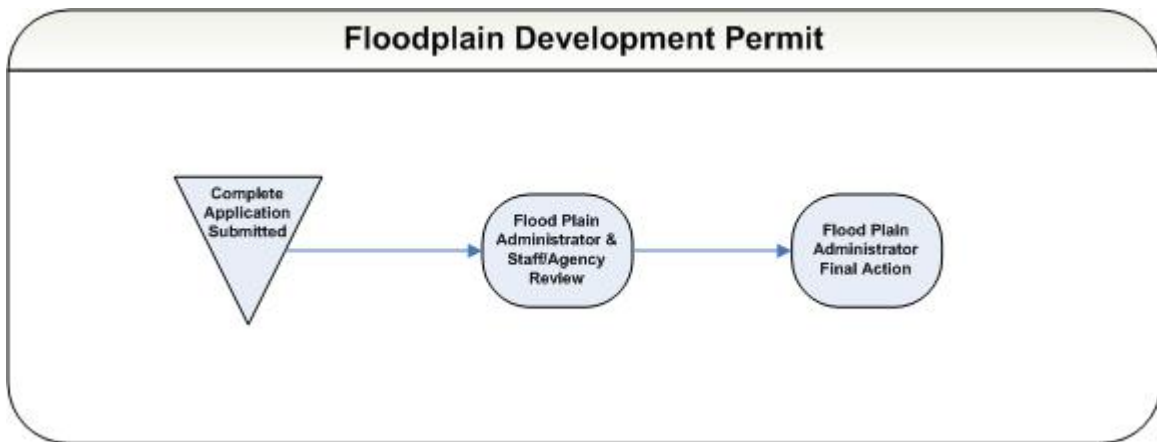 Floodplain Development Permit
Complete
Application
Submitted
Flood Plain
Administrator &
Staff/Agency
Review
Flood Plain
Administrator
Final Action